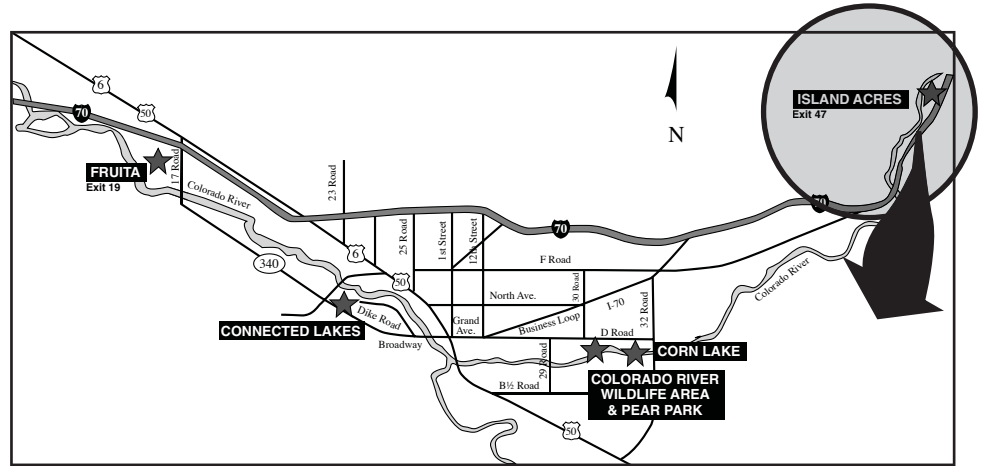 6
50
70
ISLAND ACRES
Exit 47
N
FRUITA
Exit 19
17 Road
Colorado River
23 Road
70
70
340
6
50
25 Road
1st Street
12th Street
F Road
Colorado River
30 Road
North Ave.
I-70
Business Loop
32 Road
Dike Road
Grand
Ave.
D Road
CONNECTED LAKES
Broadway
CORN LAKE
29 Road
B½ Road
COLORADO RIVER
WILDLIFE AREA
& PEAR PARK
50